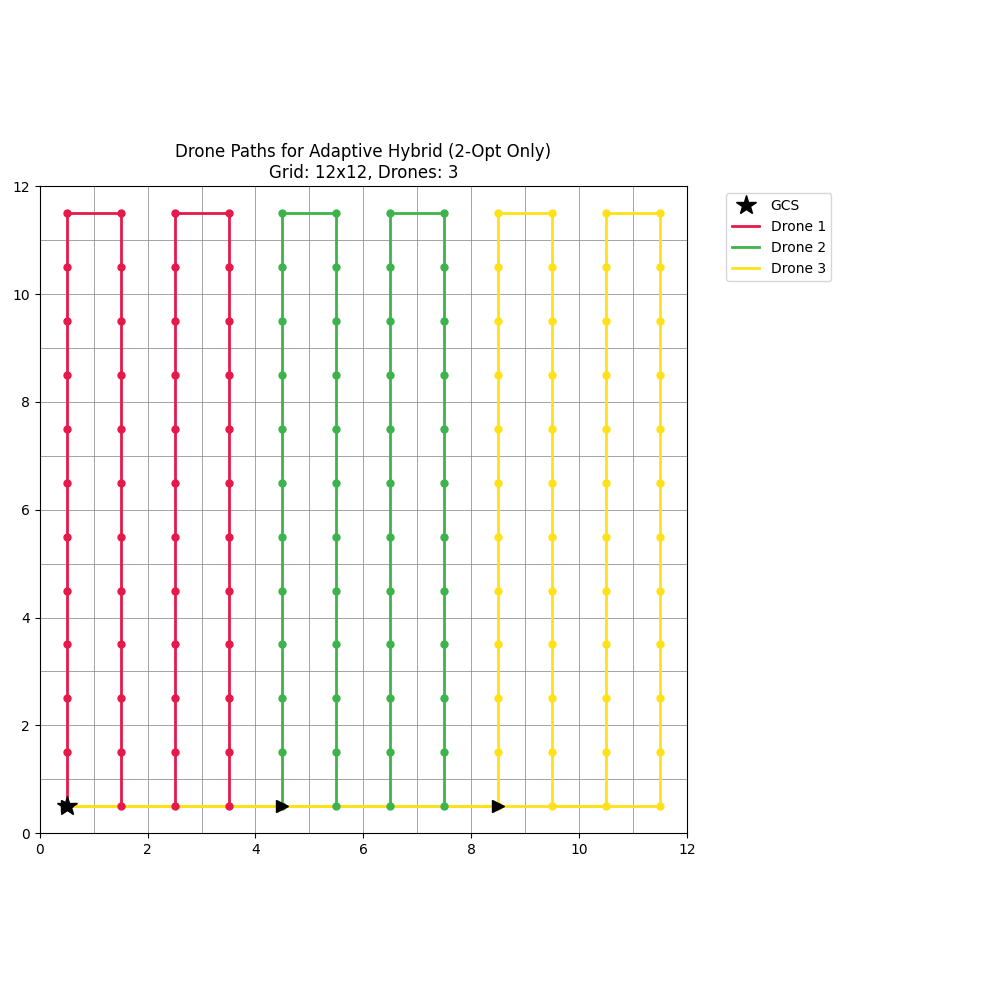 Drone Paths for Adaptive Hybrid (2-Opt Only)
Grid: 12x12, Drones: 3
GCS
Drone 1
Drone 2
Drone 3
12
10
8
6
4
2
0
0 2 4 6 8 10 12